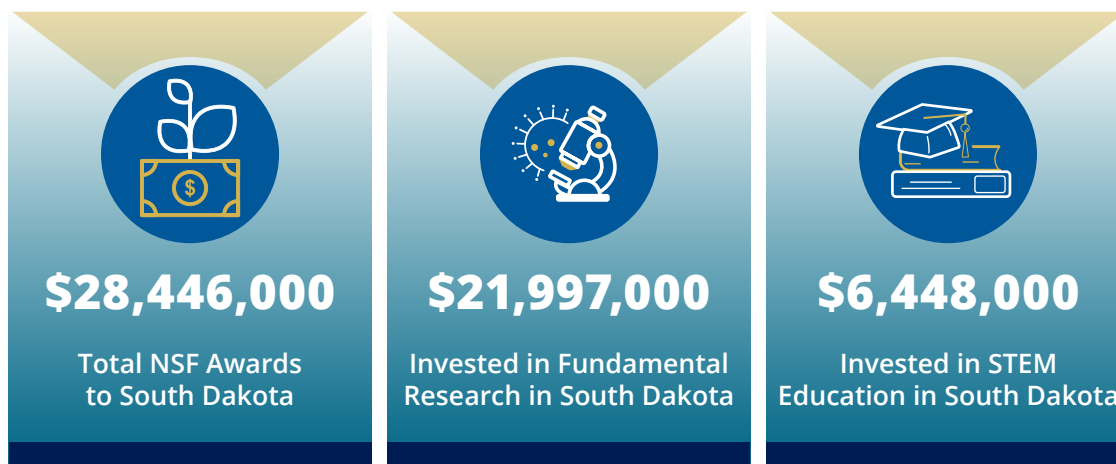 $
$28,446,000
Total NSF Awards
to South Dakota
$21,997,000
Invested in Fundamental
Research in South Dakota
$6,448,000
Invested in STEM
Education in South Dakota